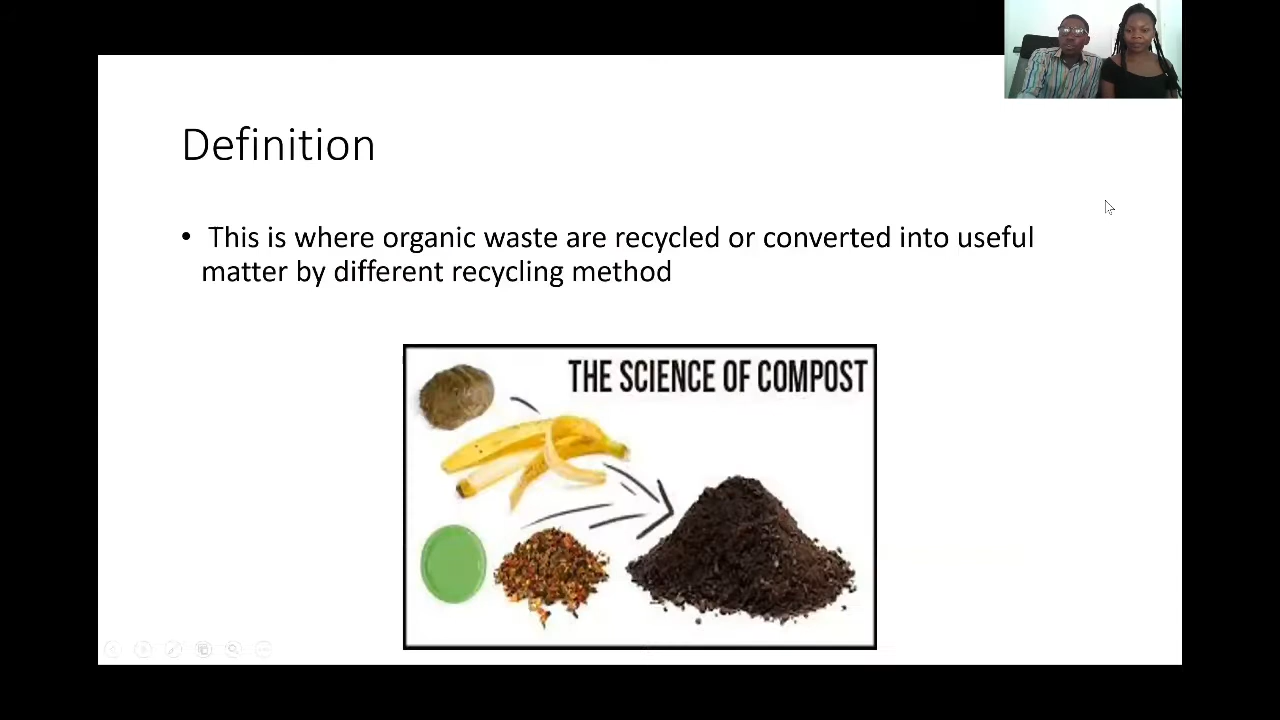 Definition
• This is where organic waste are recycled or converted into useful
matter by different recycling method
THE SCIENCE OF COMPOST